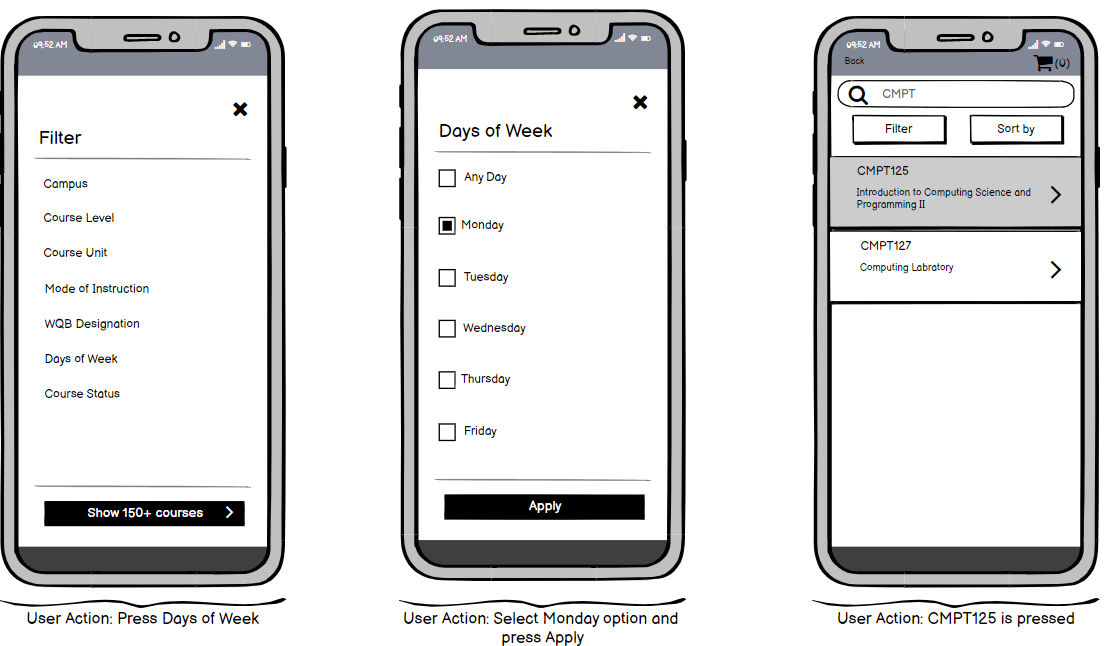 09:52 AM
Filter
Campus
Course Level
Course Unit
Mode of Instruction
WQB Designation
Days of Week
Course Status
Show 150+ courses
User Action: Press Days of Week
09:52 AM
Days of Week
Any Day
Monday
Tuesday
Wednesday
Thursday
Friday
Apply
User Action: Select Monday option and
press Apply
09:52 AM
Back
(0)
CMPT
Filter
Sort by
CMPT125
Introduction to Computing Science and
Programming II
CMPT127
Computing Labratory
User Action: CMPT125 is pressed